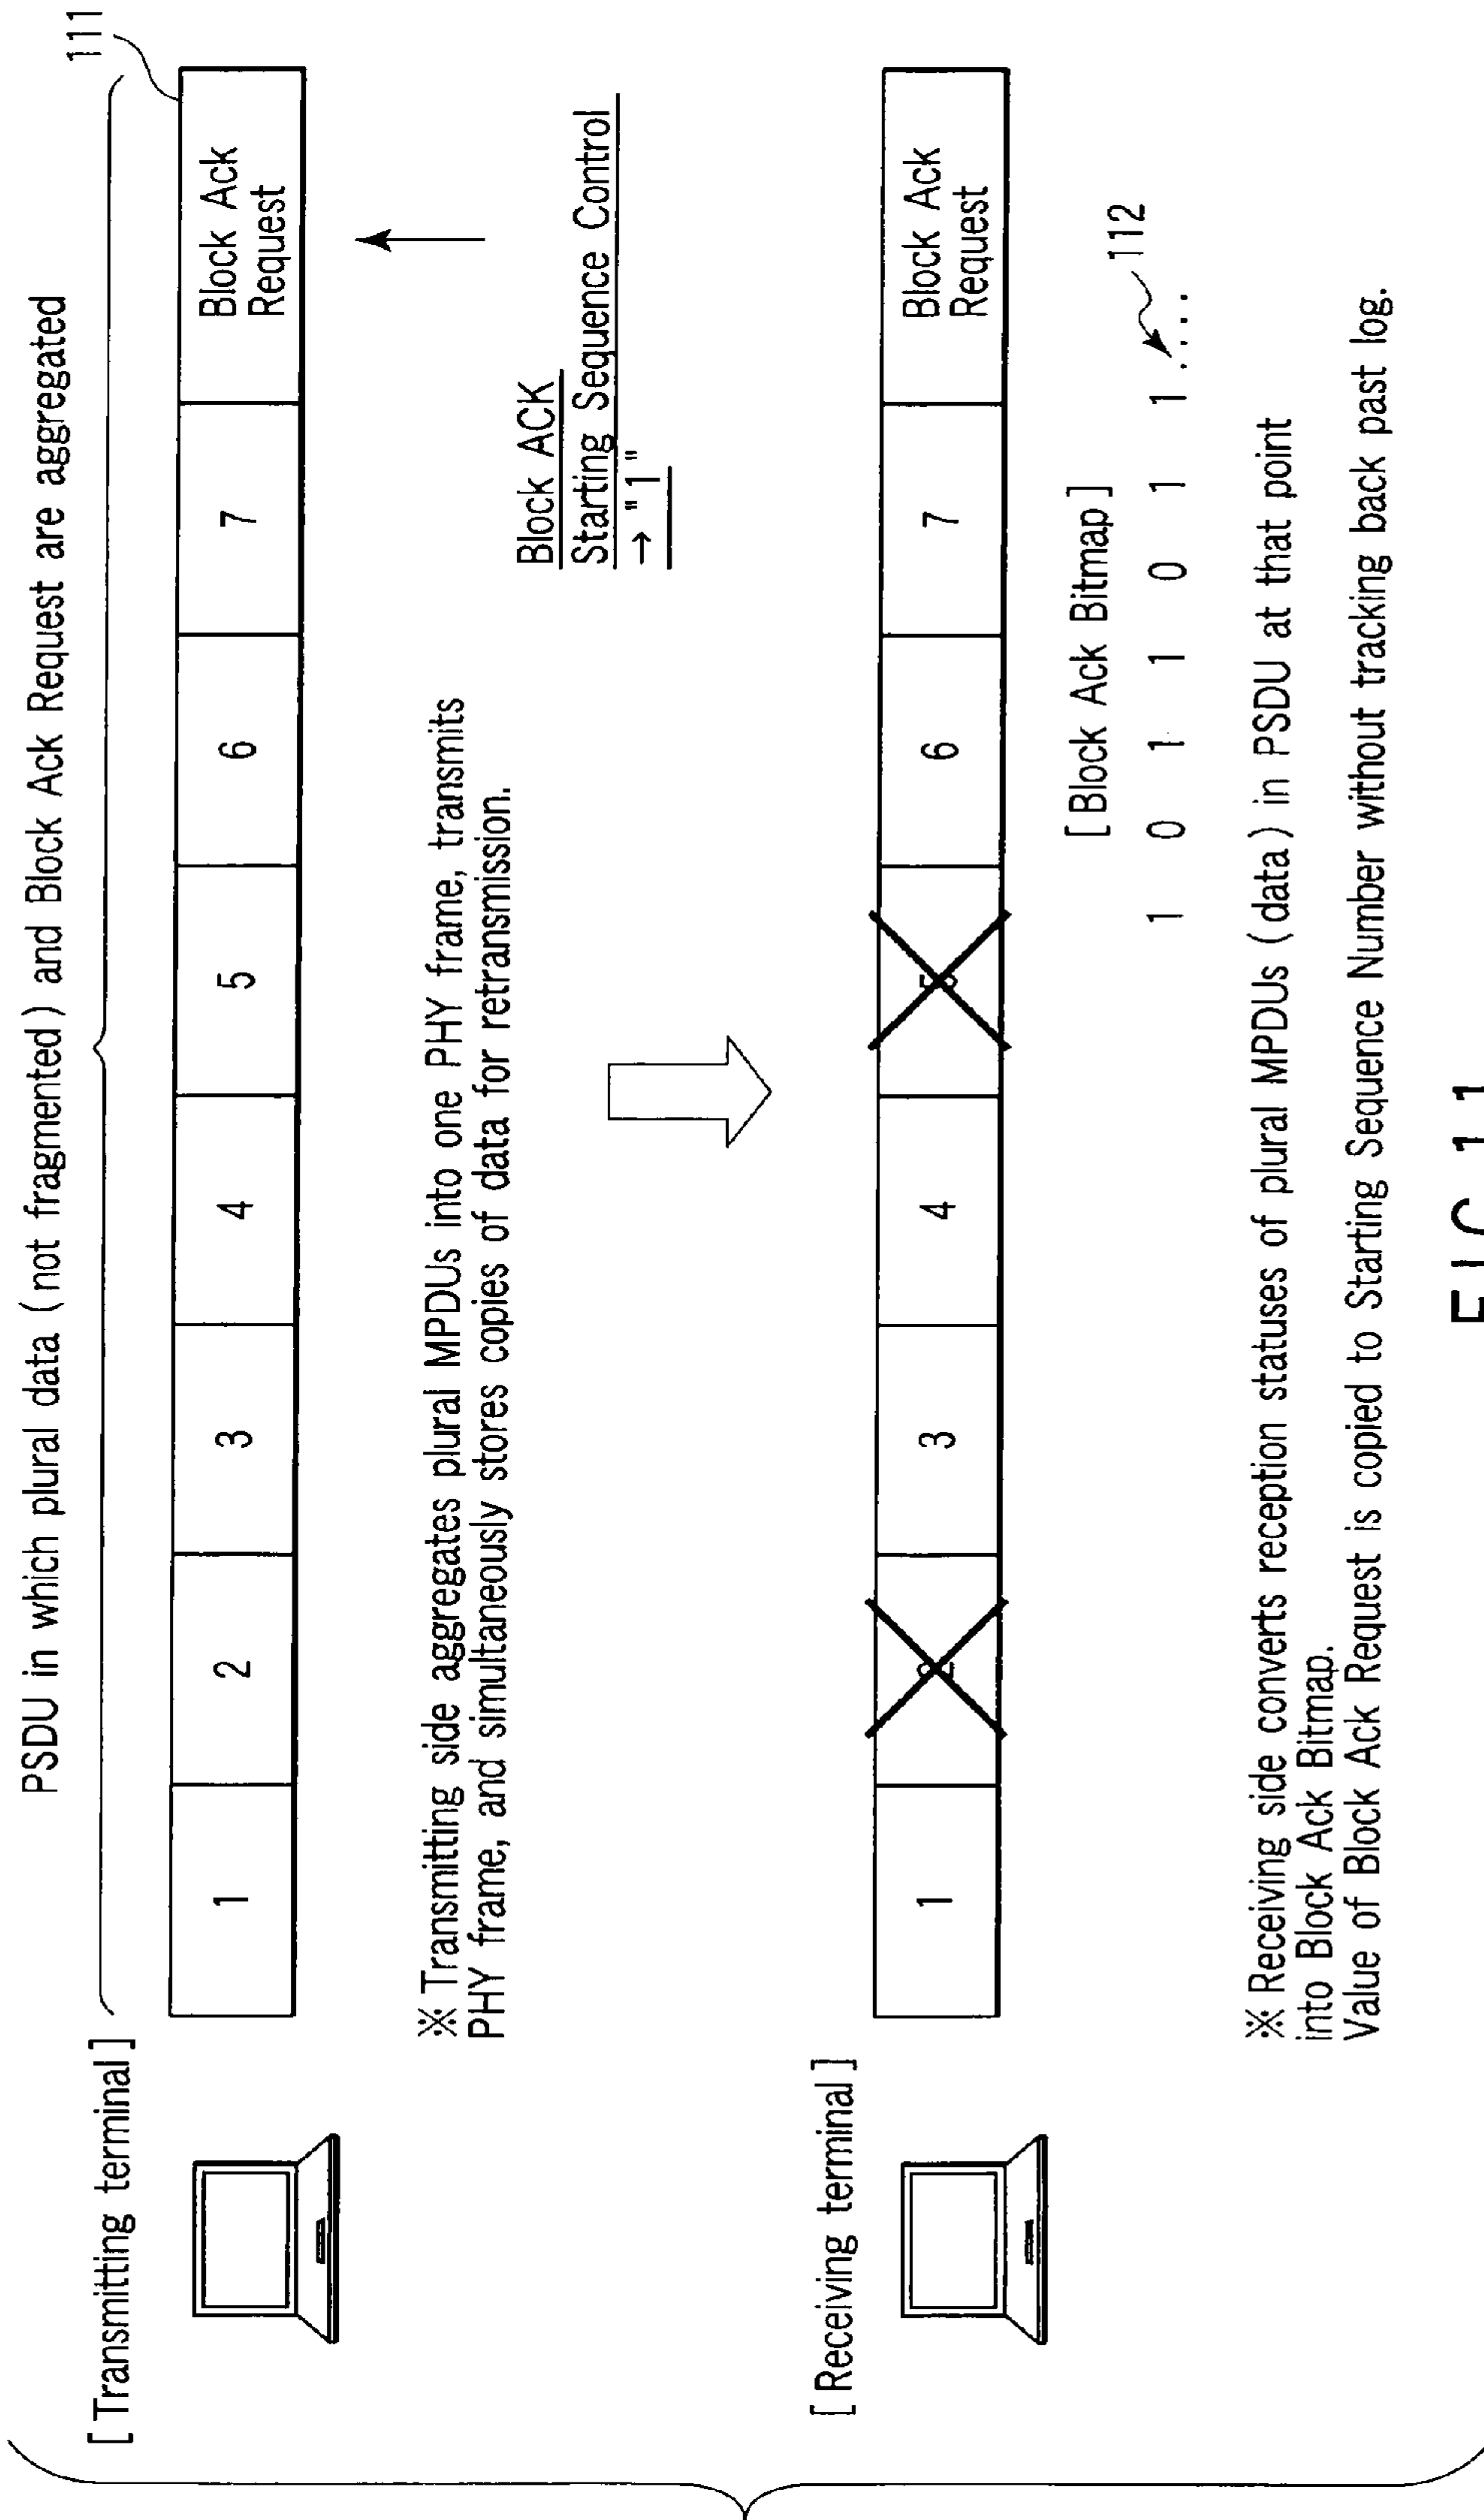 PSDU in which plural data (not fragmented) and Block Ack Request are aggregated
111
[Transmitting terminal]
1 2 3 4 5 6 7 Block Ack
Request
※ Transmitting side aggregates plural MPDUs into one PHY frame, transmits
PHY frame, and simultaneously stores copies of data for retransmission.
Block ACK
Starting Sequence Control
→ "1"
[Receiving terminal]
1 2 3 4 5 6 7 Block Ack
Request
[Block Ack Bitmap]
112
1 0 1 1 1 0 1 1....
※ Receiving side converts reception statuses of plural MPDUs (data) in PSDU at that point
into Block Ack Bitmap.
Value of Block Ack Request is copied to Starting Sequence Number without tracking back past log.
FIG. 11